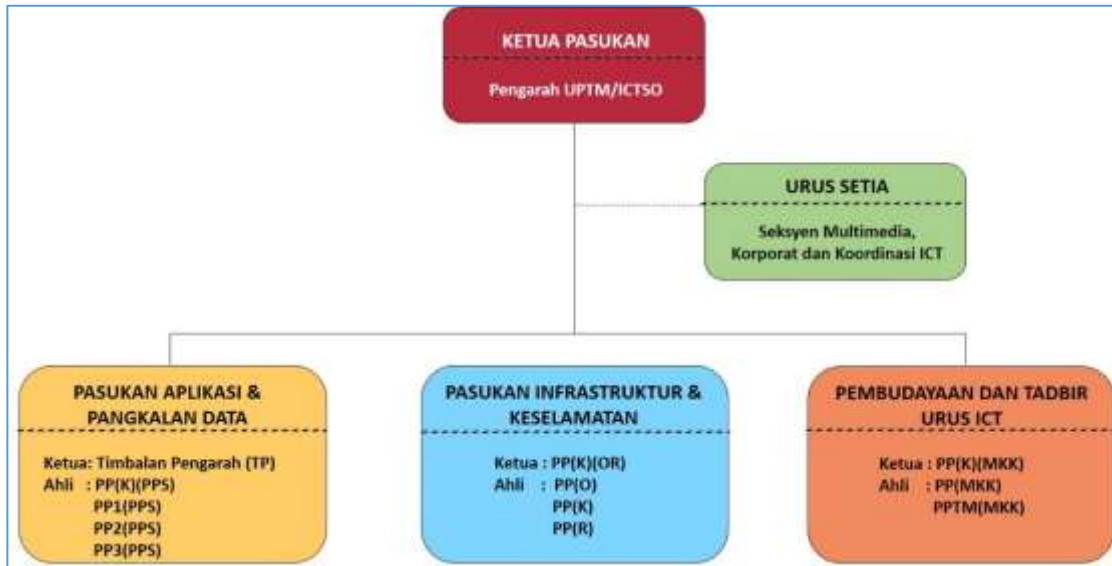 KETUA PASUKAN
Pengarah UPTM/ICTSO
URUS SETIA
Seksyen Multimedia,
Korporat dan Koordinasi ICT
PASUKAN APLIKASI &
PANGKALAN DATA
Ketua: Timbalan Pengarah (TP)
Ahli : PP(K)(PPS)
PP1(PPS)
PP2(PPS)
PP3(PPS)
PASUKAN INFRASTRUKTUR &
KESELAMATAN
Ketua : PP(K)(OR)
Ahli : PP(O)
PP(K)
PP(R)
PEMBUDAYAAN DAN TADBIR
URUS ICT
Ketua : PP(K)(MKK)
Ahli : PP(MKK)
PPTM(MKK)